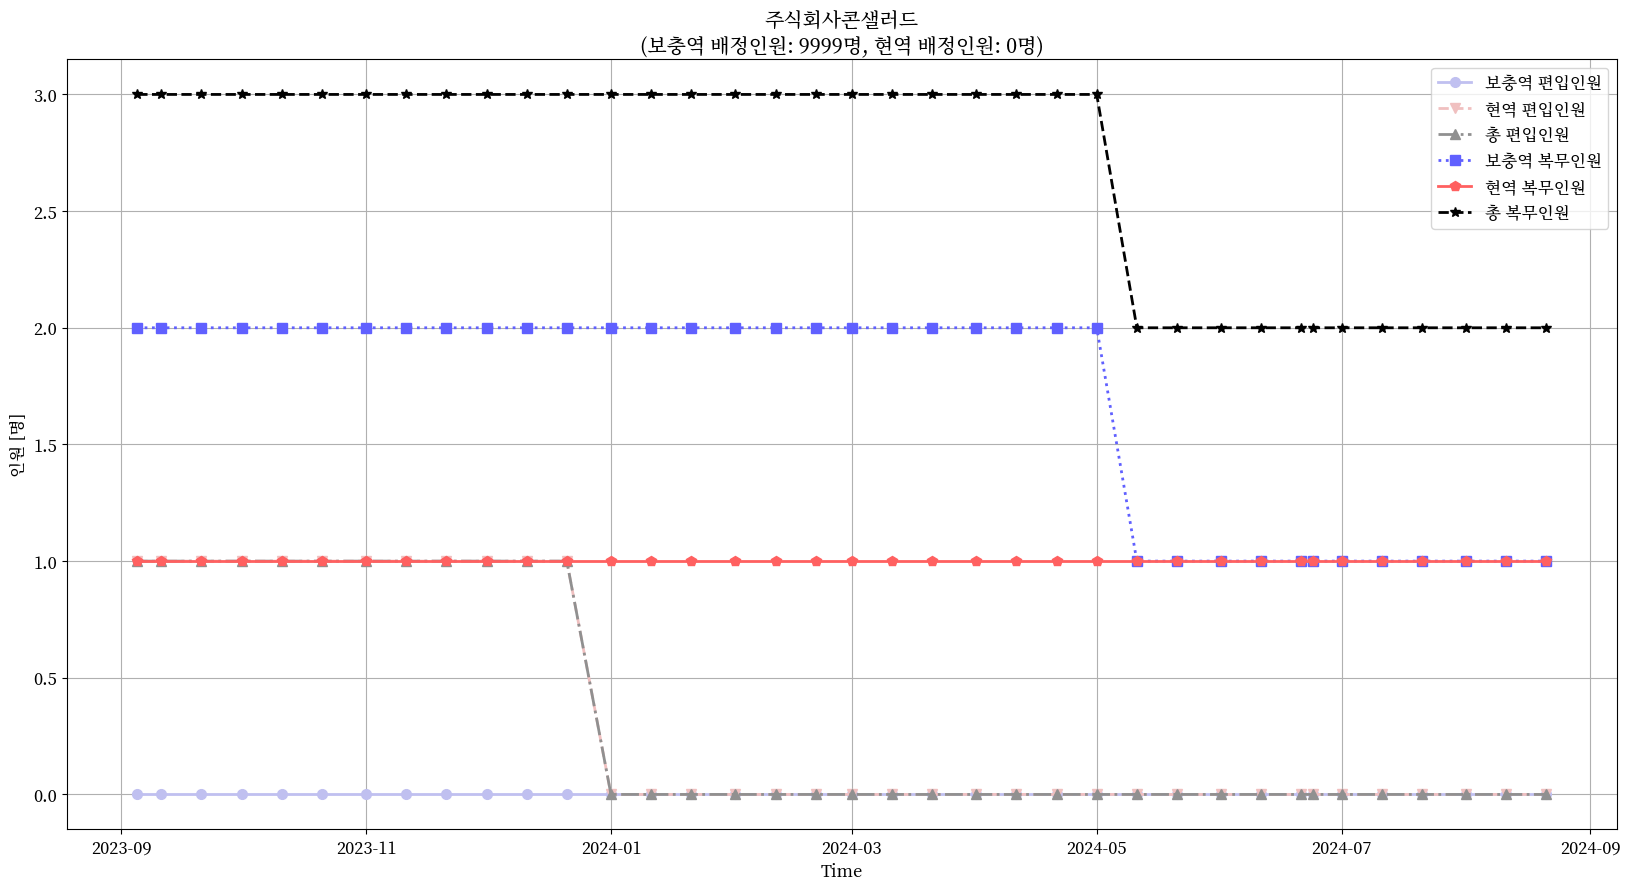 주식회사콘샐러드
(보충역 배정인원: 9999명, 현역 배정인원: 0명)
보충역 편입인원
현역 편입인원
총 편입인원
보충역 복무인원
현역 복무인원
총 복무인원
인원 [명]
3.0
2.5
2.0
1.5
1.0
0.5
0.0
2023-09
2023-11
2024-01
2024-03
2024-05
2024-07
2024-09
Time